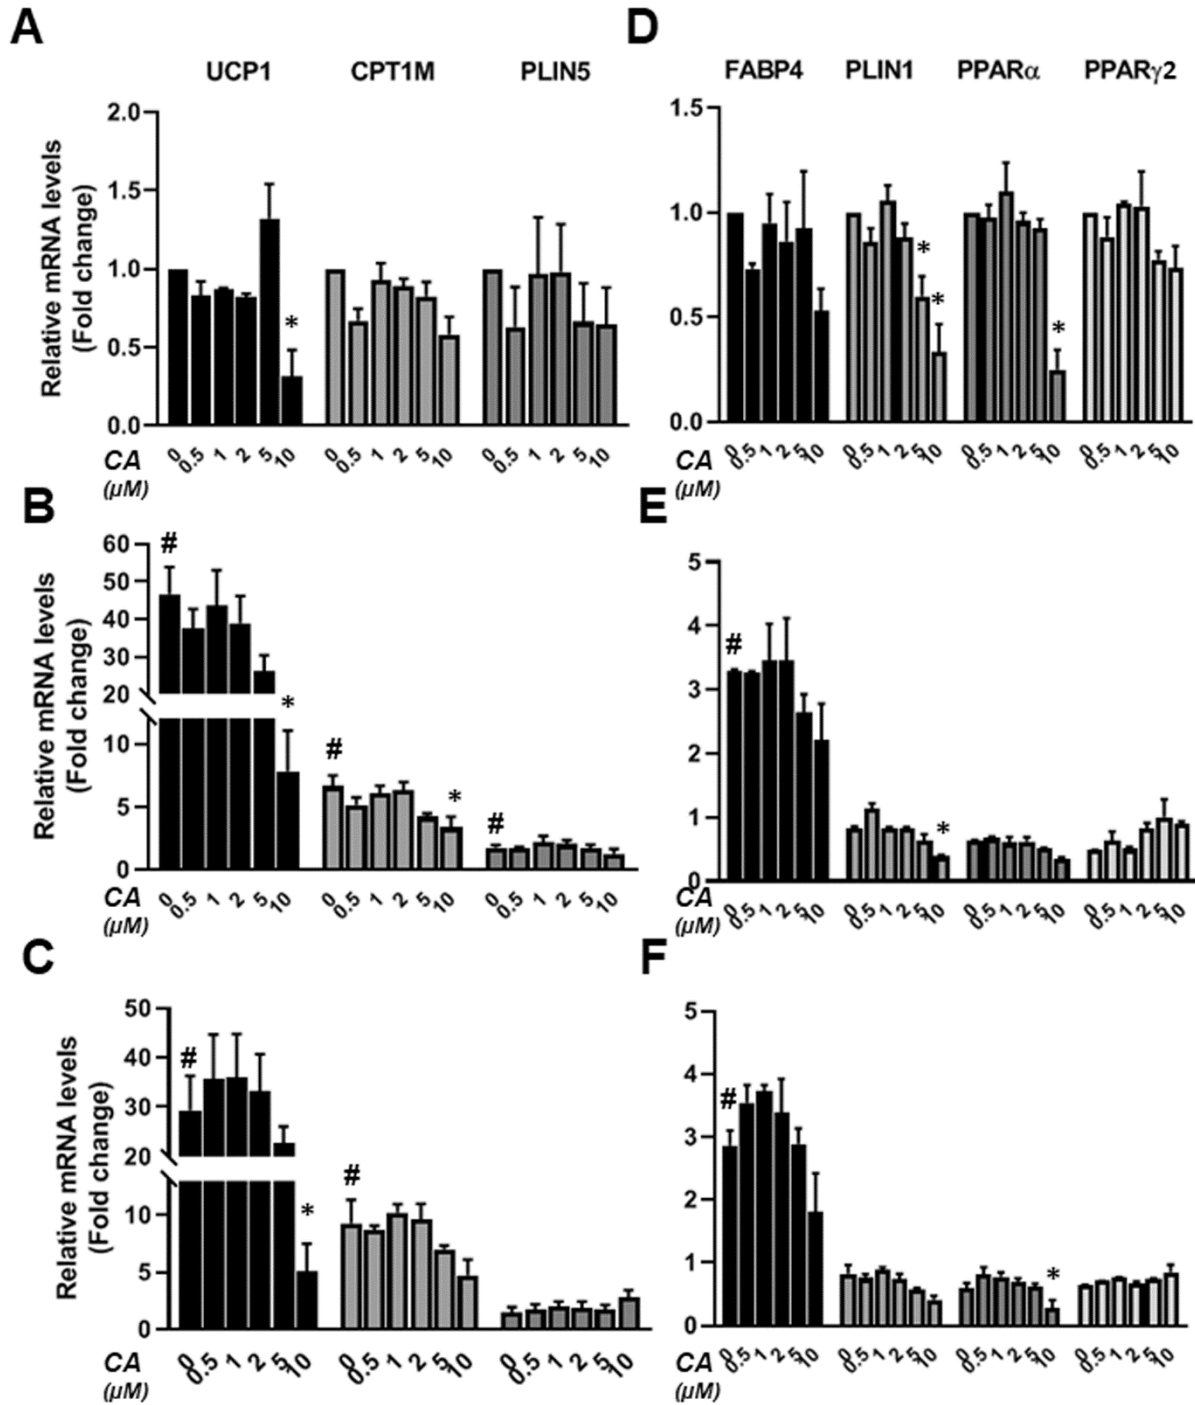 A
UCP1 CPT1M PLIN5
Relative mRNA levels
(Fold change)
2.0
1.5
1.0
0.5
0.0
*
CA
(µM)
0 0.5 1 2 5 10 0 0.5 1 2 5 10 0 0.5 1 2 5 10
B
Relative mRNA levels
(Fold change)
60
50
40
30
20
10
5
0
# * # * #
CA
(µM)
0 0.5 1 2 5 10 0 0.5 1 2 5 10 0 0.5 1 2 5 10
C
Relative mRNA levels
(Fold change)
50
40
30
20
10
5
0
# * #
CA
(µM)
0 0.5 1 2 5 10 0 0.5 1 2 5 10 0 0.5 1 2 5 10
D
FABP4 PLIN1 PPARα PPARγ2
1.5
1.0
0.5
0.0
* * *
CA
(µM)
0 0.5 1 2 5 10 0 0.5 1 2 5 10 0 0.5 1 2 5 10 0 0.5 1 2 5 10
E
5
4
3
2
1
0
# *
CA
(µM)
0 0.5 1 2 5 10 0 0.5 1 2 5 10 0 0.5 1 2 5 10 0 0.5 1 2 5 10
F
5
4
3
2
1
0
# *
CA
(µM)
0 0.5 1 2 5 10 0 0.5 1 2 5 10 0 0.5 1 2 5 10 0 0.5 1 2 5 10